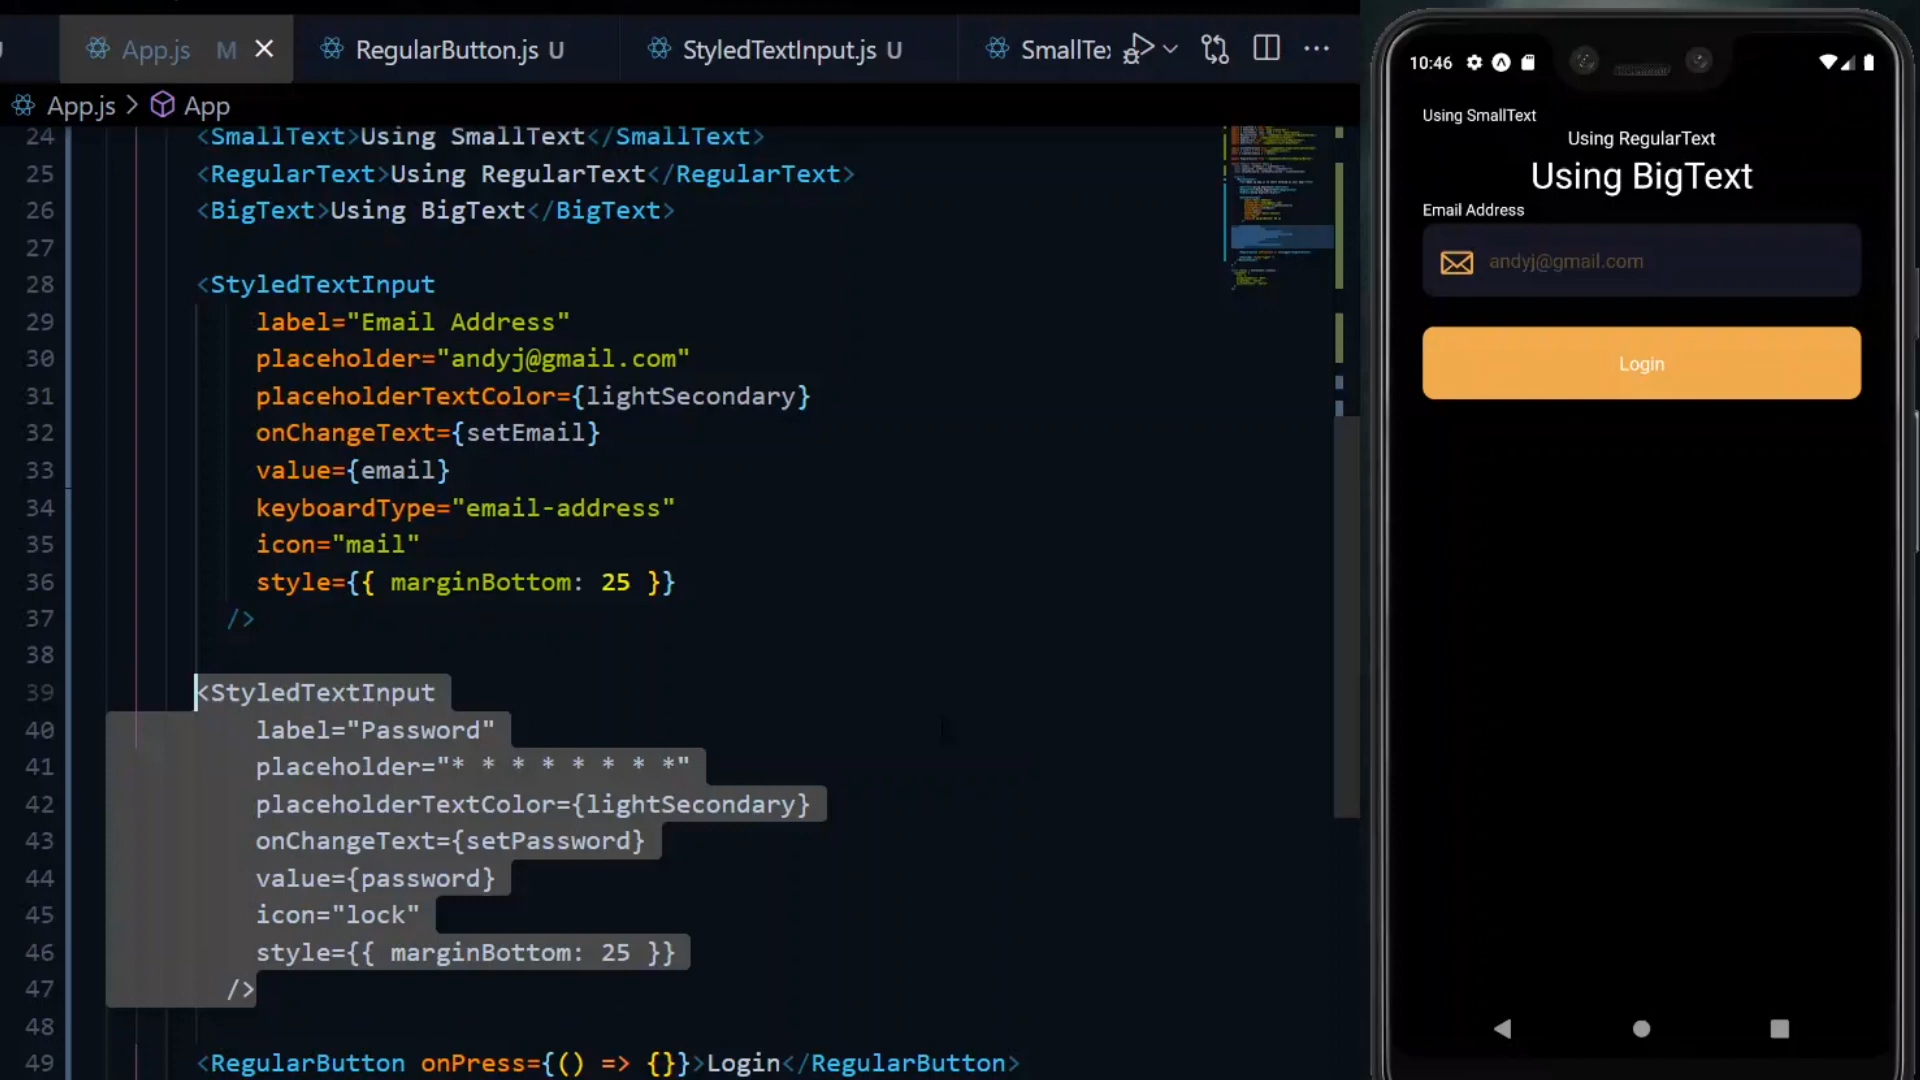 App.js M
RegularButton.js U
StyledTextInput.js U
SmallTe
App.js > App
24 <SmallText>Using SmallText</SmallText>
25 <RegularText>Using RegularText</RegularText>
26 <BigText>Using BigText</BigText>
27
28 <StyledTextInput
29 label="Email Address"
30 placeholder="andyj@gmail.com"
31 placeholderTextColor={lightSecondary}
32 onChangeText={setEmail}
33 value={email}
34 keyboardType="email-address"
35 icon="mail"
36 style={{ marginBottom: 25 }}
37 />
38
39 <StyledTextInput
40 label="Password"
41 placeholder="* * * * * * * *"
42 placeholderTextColor={lightSecondary}
43 onChangeText={setPassword}
44 value={password}
45 icon="lock"
46 style={{ marginBottom: 25 }}
47 />
48
49 <RegularButton onPress={() => {}}>Login</RegularButton>
10:46
Using SmallText
Using RegularText
Using BigText
Email Address
andyj@gmail.com
Login